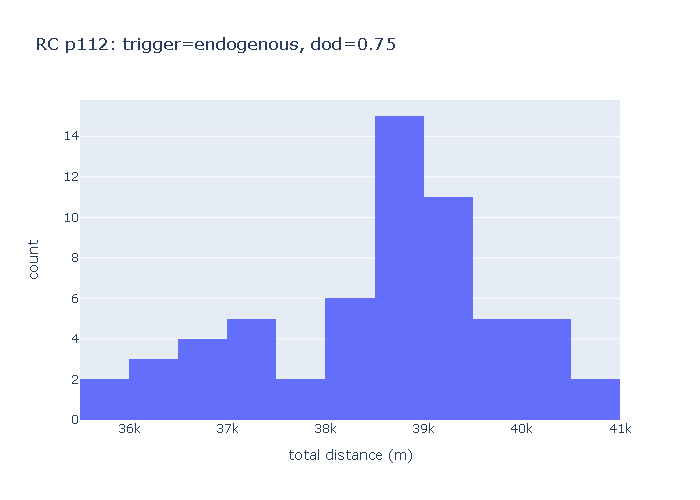 RC p112: trigger=endogenous, dod=0.75
14
12
10
8
6
4
2
0
count
36k 37k 38k 39k 40k 41k
total distance (m)